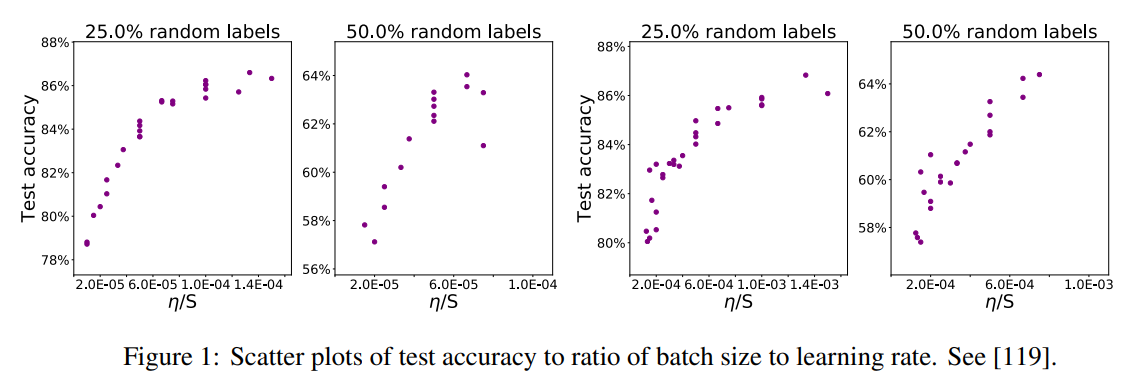 25.0% random labels
88%
86%
84%
82%
80%
78%
Test accuracy
2.0E-05 6.0E-05 1.0E-04 1.4E-04
η/S
50.0% random labels
64%
62%
60%
58%
56%
2.0E-05 6.0E-05 1.0E-04
η/S
25.0% random labels
88%
86%
84%
82%
80%
Test accuracy
2.0E-04 6.0E-04 1.0E-03 1.4E-03
η/S
50.0% random labels
64%
62%
60%
58%
2.0E-04 6.0E-04 1.0E-03
η/S
Figure 1: Scatter plots of test accuracy to ratio of batch size to learning rate. See [119].